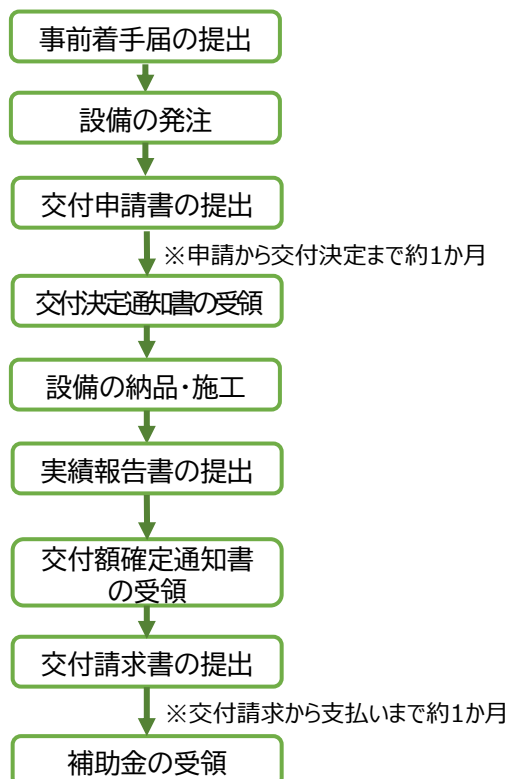 事前着手届の提出
設備の発注
交付申請書の提出
※申請から交付決定まで約1か月
交付決定通知書の受領
設備の納品・施工
実績報告書の提出
交付額確定通知書
の受領
交付請求書の提出
※交付請求から支払いまで約1か月
補助金の受領